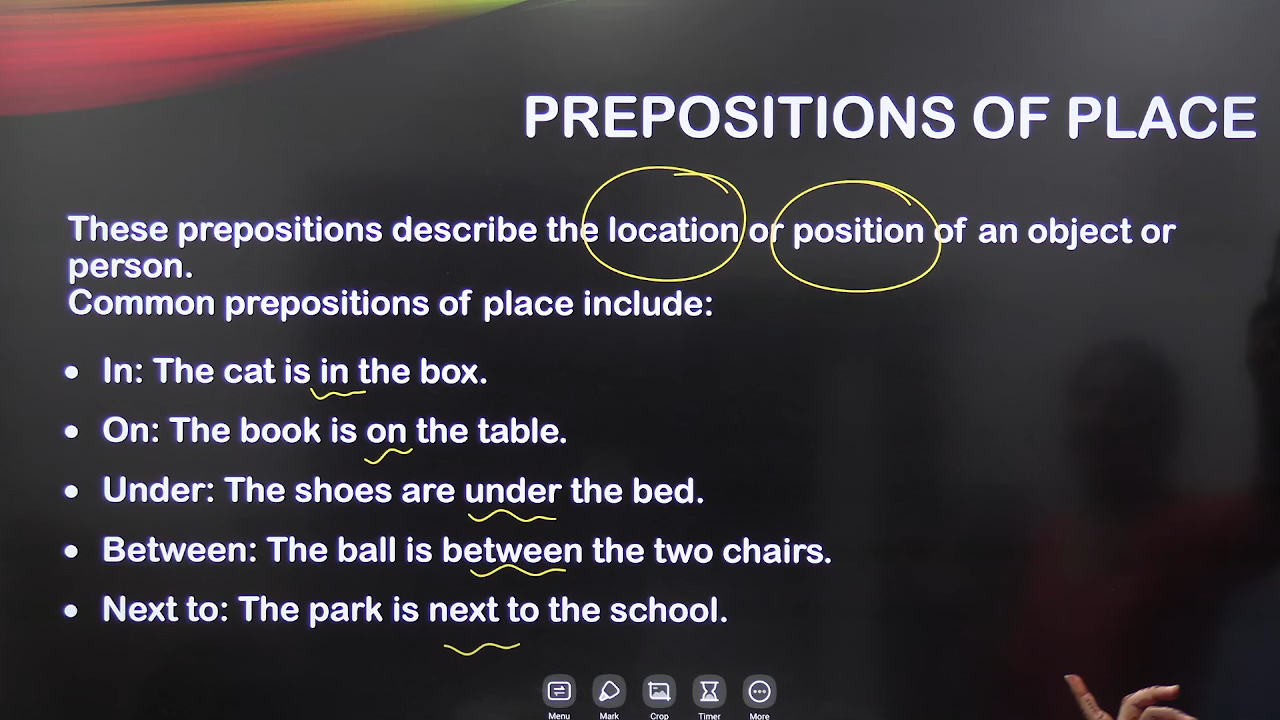 PREPOSITIONS OF PLACE
These prepositions describe the location or position of an object or
person.
Common prepositions of place include:
• In: The cat is in the box.
• On: The book is on the table.
• Under: The shoes are under the bed.
• Between: The ball is between the two chairs.
• Next to: The park is next to the school.
Menu Mark Crop Timer More